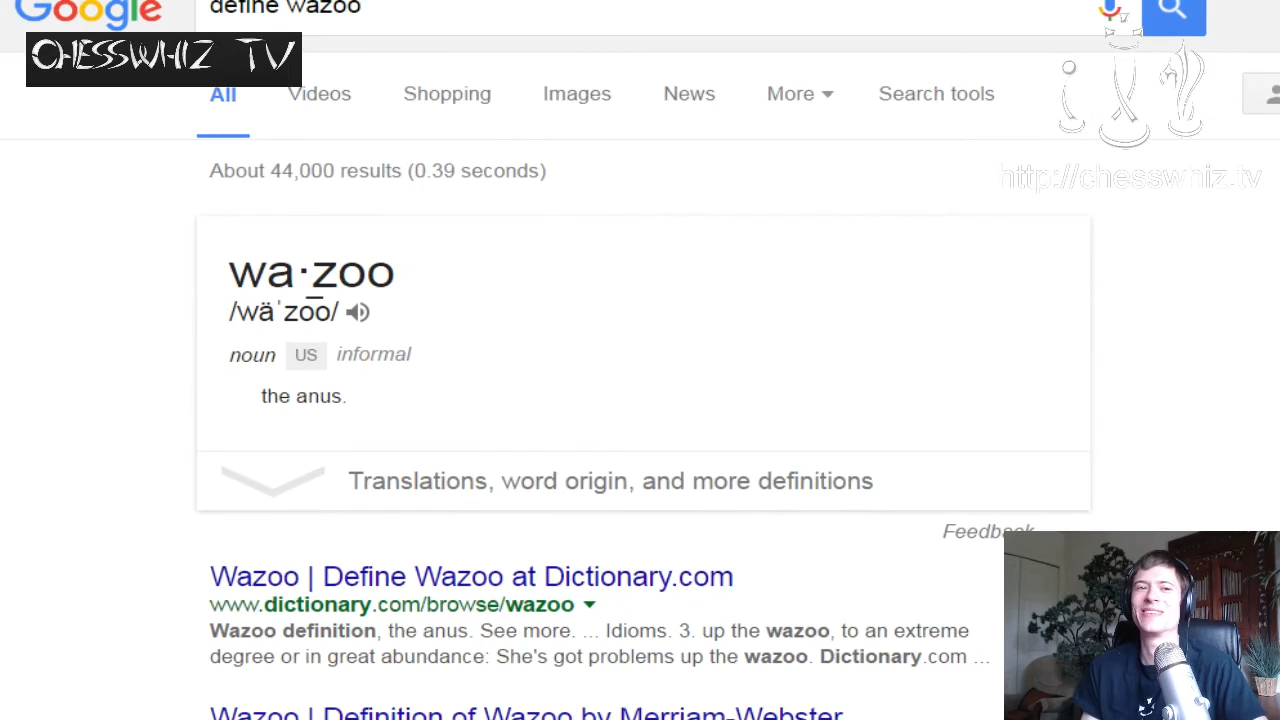 Google
define wazoo
CHESSWHIZ TV
All Videos Shopping Images News More Search tools
http://chesswhiz.tv
About 44,000 results (0.39 seconds)
wa·zoo
/wäˈzo͞o/
noun US informal
the anus.
Translations, word origin, and more definitions
Feedback
Wazoo | Define Wazoo at Dictionary.com
www.dictionary.com/browse/wazoo
Wazoo definition, the anus. See more. ... Idioms. 3. up the wazoo, to an extreme
degree or in great abundance: She's got problems up the wazoo. Dictionary.com ...
Wazoo | Definition of Wazoo by Merriam-Webster